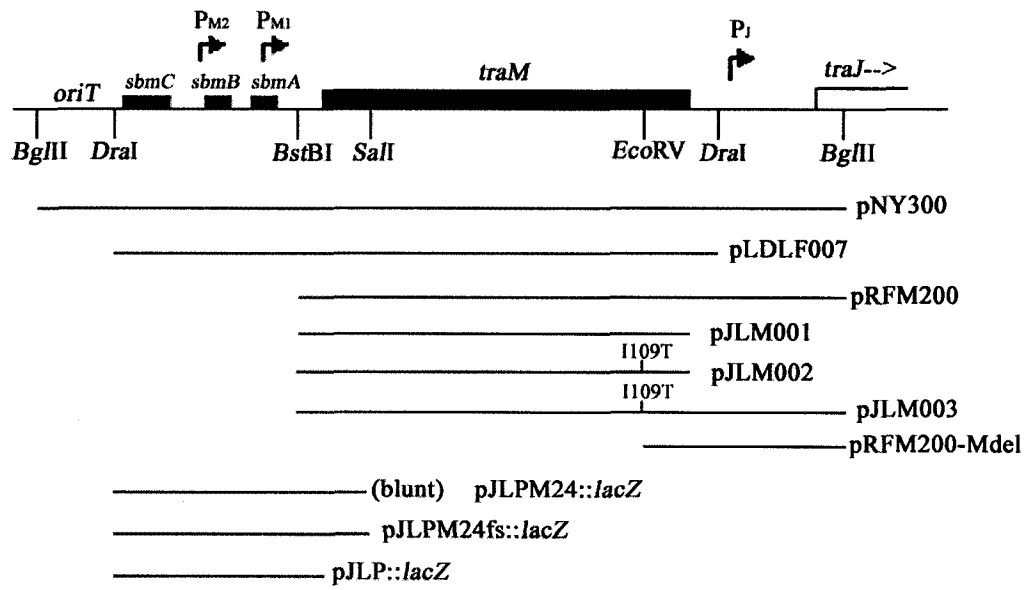 PM2 PM1 PJ
oriT sbmC sbmB sbmA traM traJ-->
BglII DraI BstBI SalI EcoRV DraI BglII
pNY300
pLDLF007
pRFM200
pJLM001
I109T
pJLM002
I109T
pJLM003
pRFM200-Mdel
(blunt) pJLPM24::lacZ
pJLPM24fs::lacZ
pJLP::lacZ